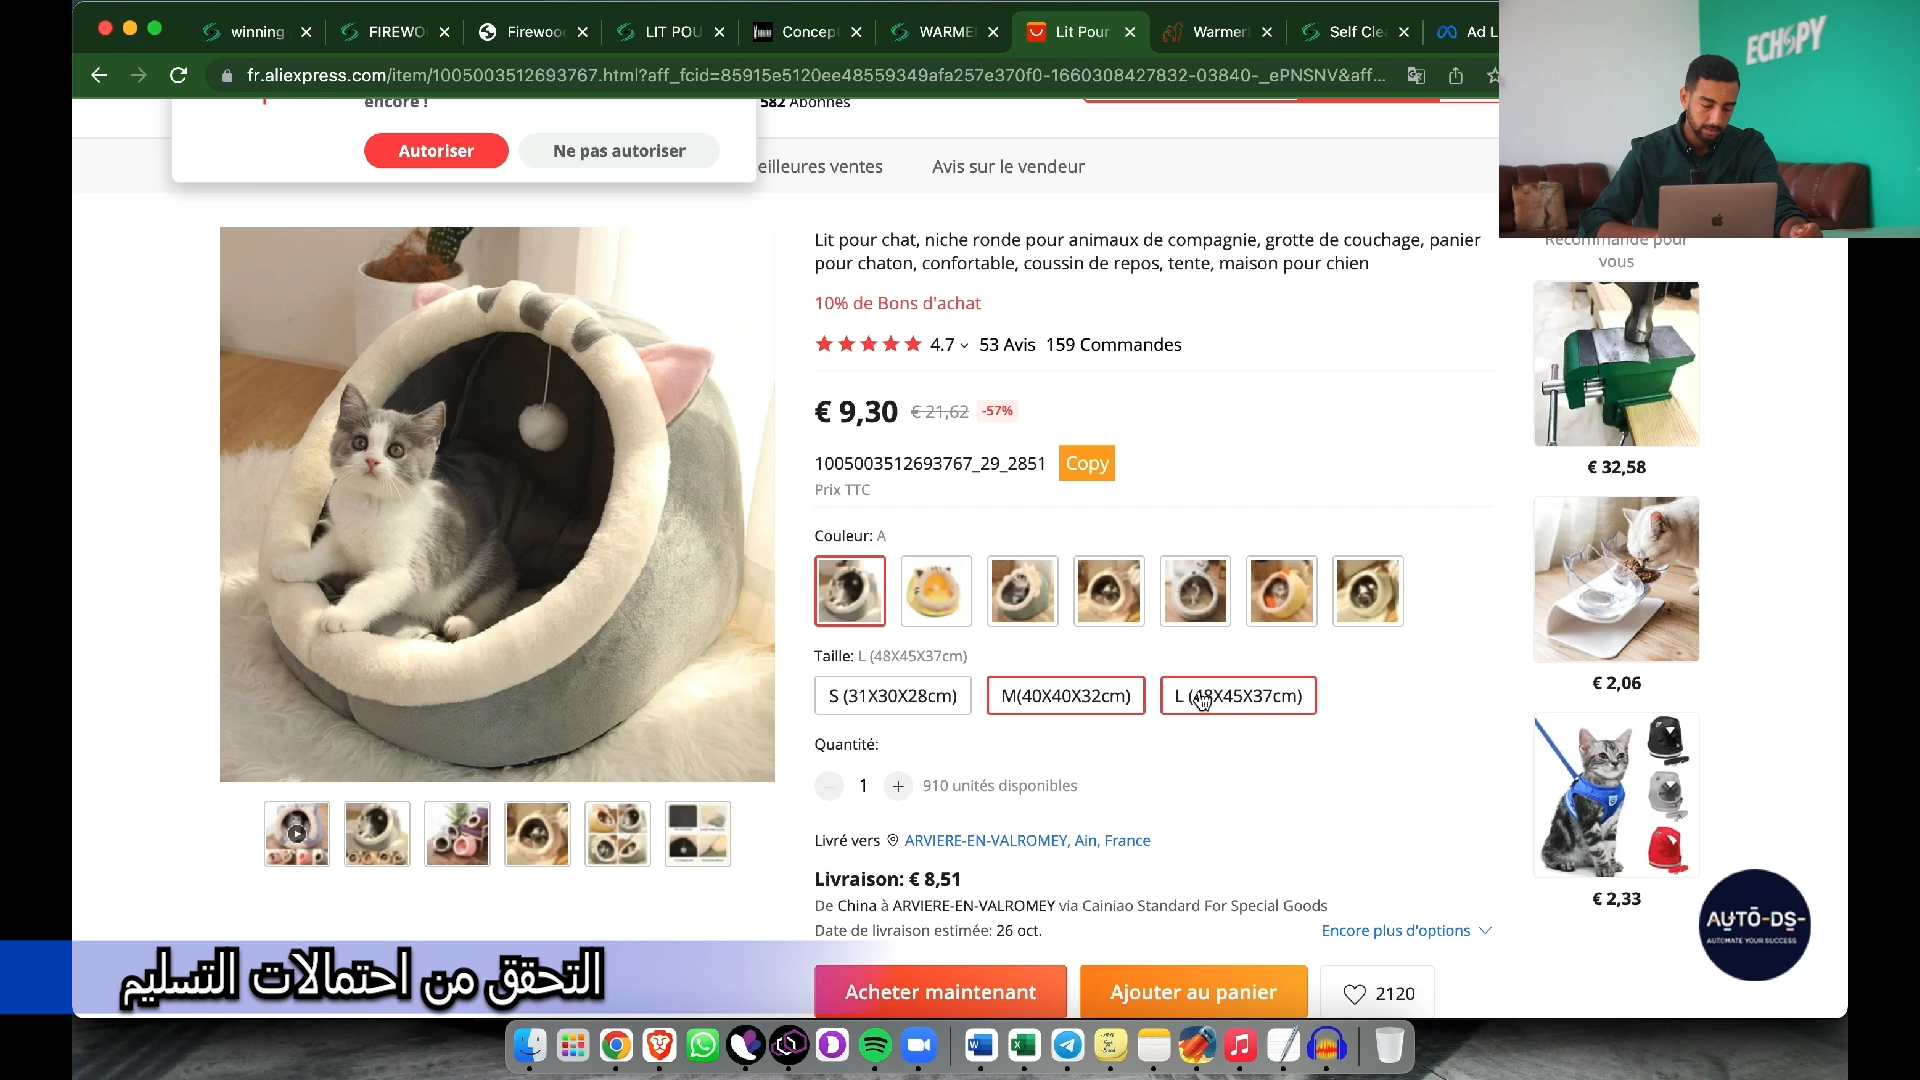 winning
FIREWO
Firewood
LIT POU
Concept
WARME
Lit Pour
Warmer
Self Cle
Ad L
fr.aliexpress.com/item/1005003512693767.html?aff_fcid=85915e5120ee48559349afa257e370f0-1660308427832-03840-_ePNSNV&aff...
ECHOPY
encore !
582 Abonnés
Autoriser
Ne pas autoriser
eilleures ventes
Avis sur le vendeur
Lit pour chat, niche ronde pour animaux de compagnie, grotte de couchage, panier
pour chaton, confortable, coussin de repos, tente, maison pour chien
10% de Bons d'achat
4.7 53 Avis 159 Commandes
€ 9,30 € 21,62 -57%
1005003512693767_29_2851 Copy
Prix TTC
Couleur: A
Taille: L (48X45X37cm)
S (31X30X28cm)
M(40X40X32cm)
L (48X45X37cm)
Quantité:
1 + 910 unités disponibles
Livré vers ARVIERE-EN-VALROMEY, Ain, France
Livraison: € 8,51
De China à ARVIERE-EN-VALROMEY via Cainiao Standard For Special Goods
Date de livraison estimée: 26 oct.
Encore plus d'options
Acheter maintenant
Ajouter au panier
2120
Recommandé pour
vous
€ 32,58
€ 2,06
€ 2,33
AUTO-DS-
AUTOMATE YOUR SUCCESS
التحقق من احتمالات التسليم